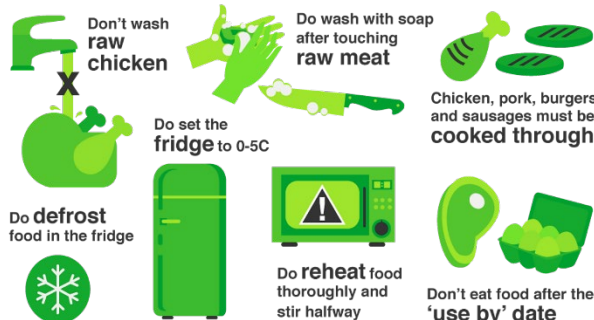 Don't wash
raw
chicken
Do wash with soap
after touching
raw meat
Chicken, pork, burgers
and sausages must be
cooked through
Do set the
fridge to 0-5C
Do defrost
food in the fridge
Do reheat food
thoroughly and
stir halfway
Don't eat food after the
'use by' date